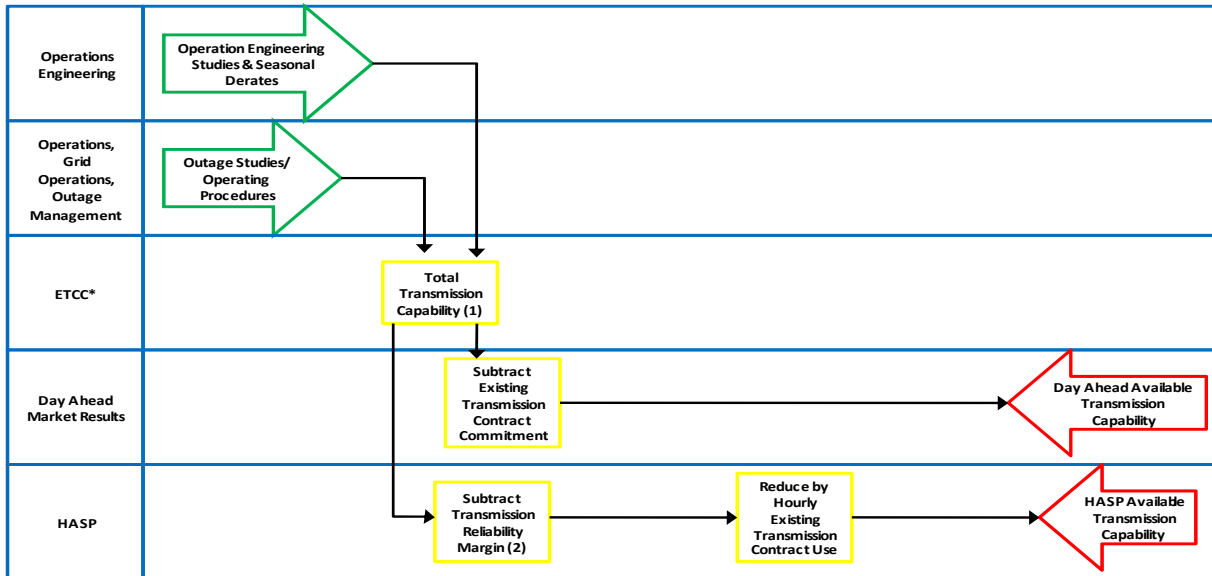 Operations
Engineering
Operation Engineering
Studies & Seasonal
Derates
Operations,
Grid
Operations,
Outage
Management
Outage Studies/
Operating
Procedures
ETCC*
Total
Transmission
Capability (1)
Day Ahead
Market Results
Subtract
Existing
Transmission
Contract
Commitment
Day Ahead Available
Transmission
Capability
HASP
Subtract
Transmission
Reliability
Margin (2)
Reduce by
Hourly
Existing
Transmission
Contract Use
HASP Available
Transmission
Capability